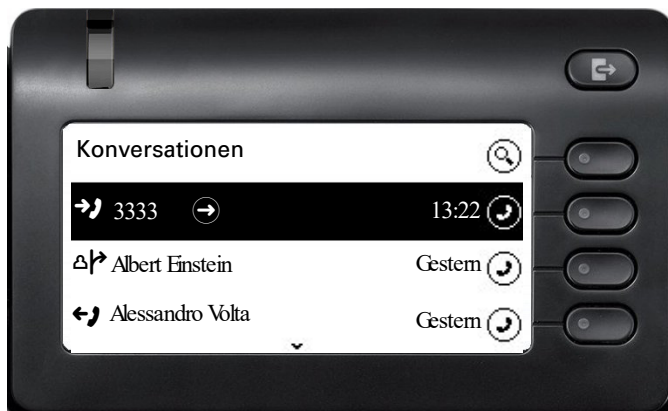 Konversationen
3333 13:22
Albert Einstein Gestern
Alessandro Volta Gestern